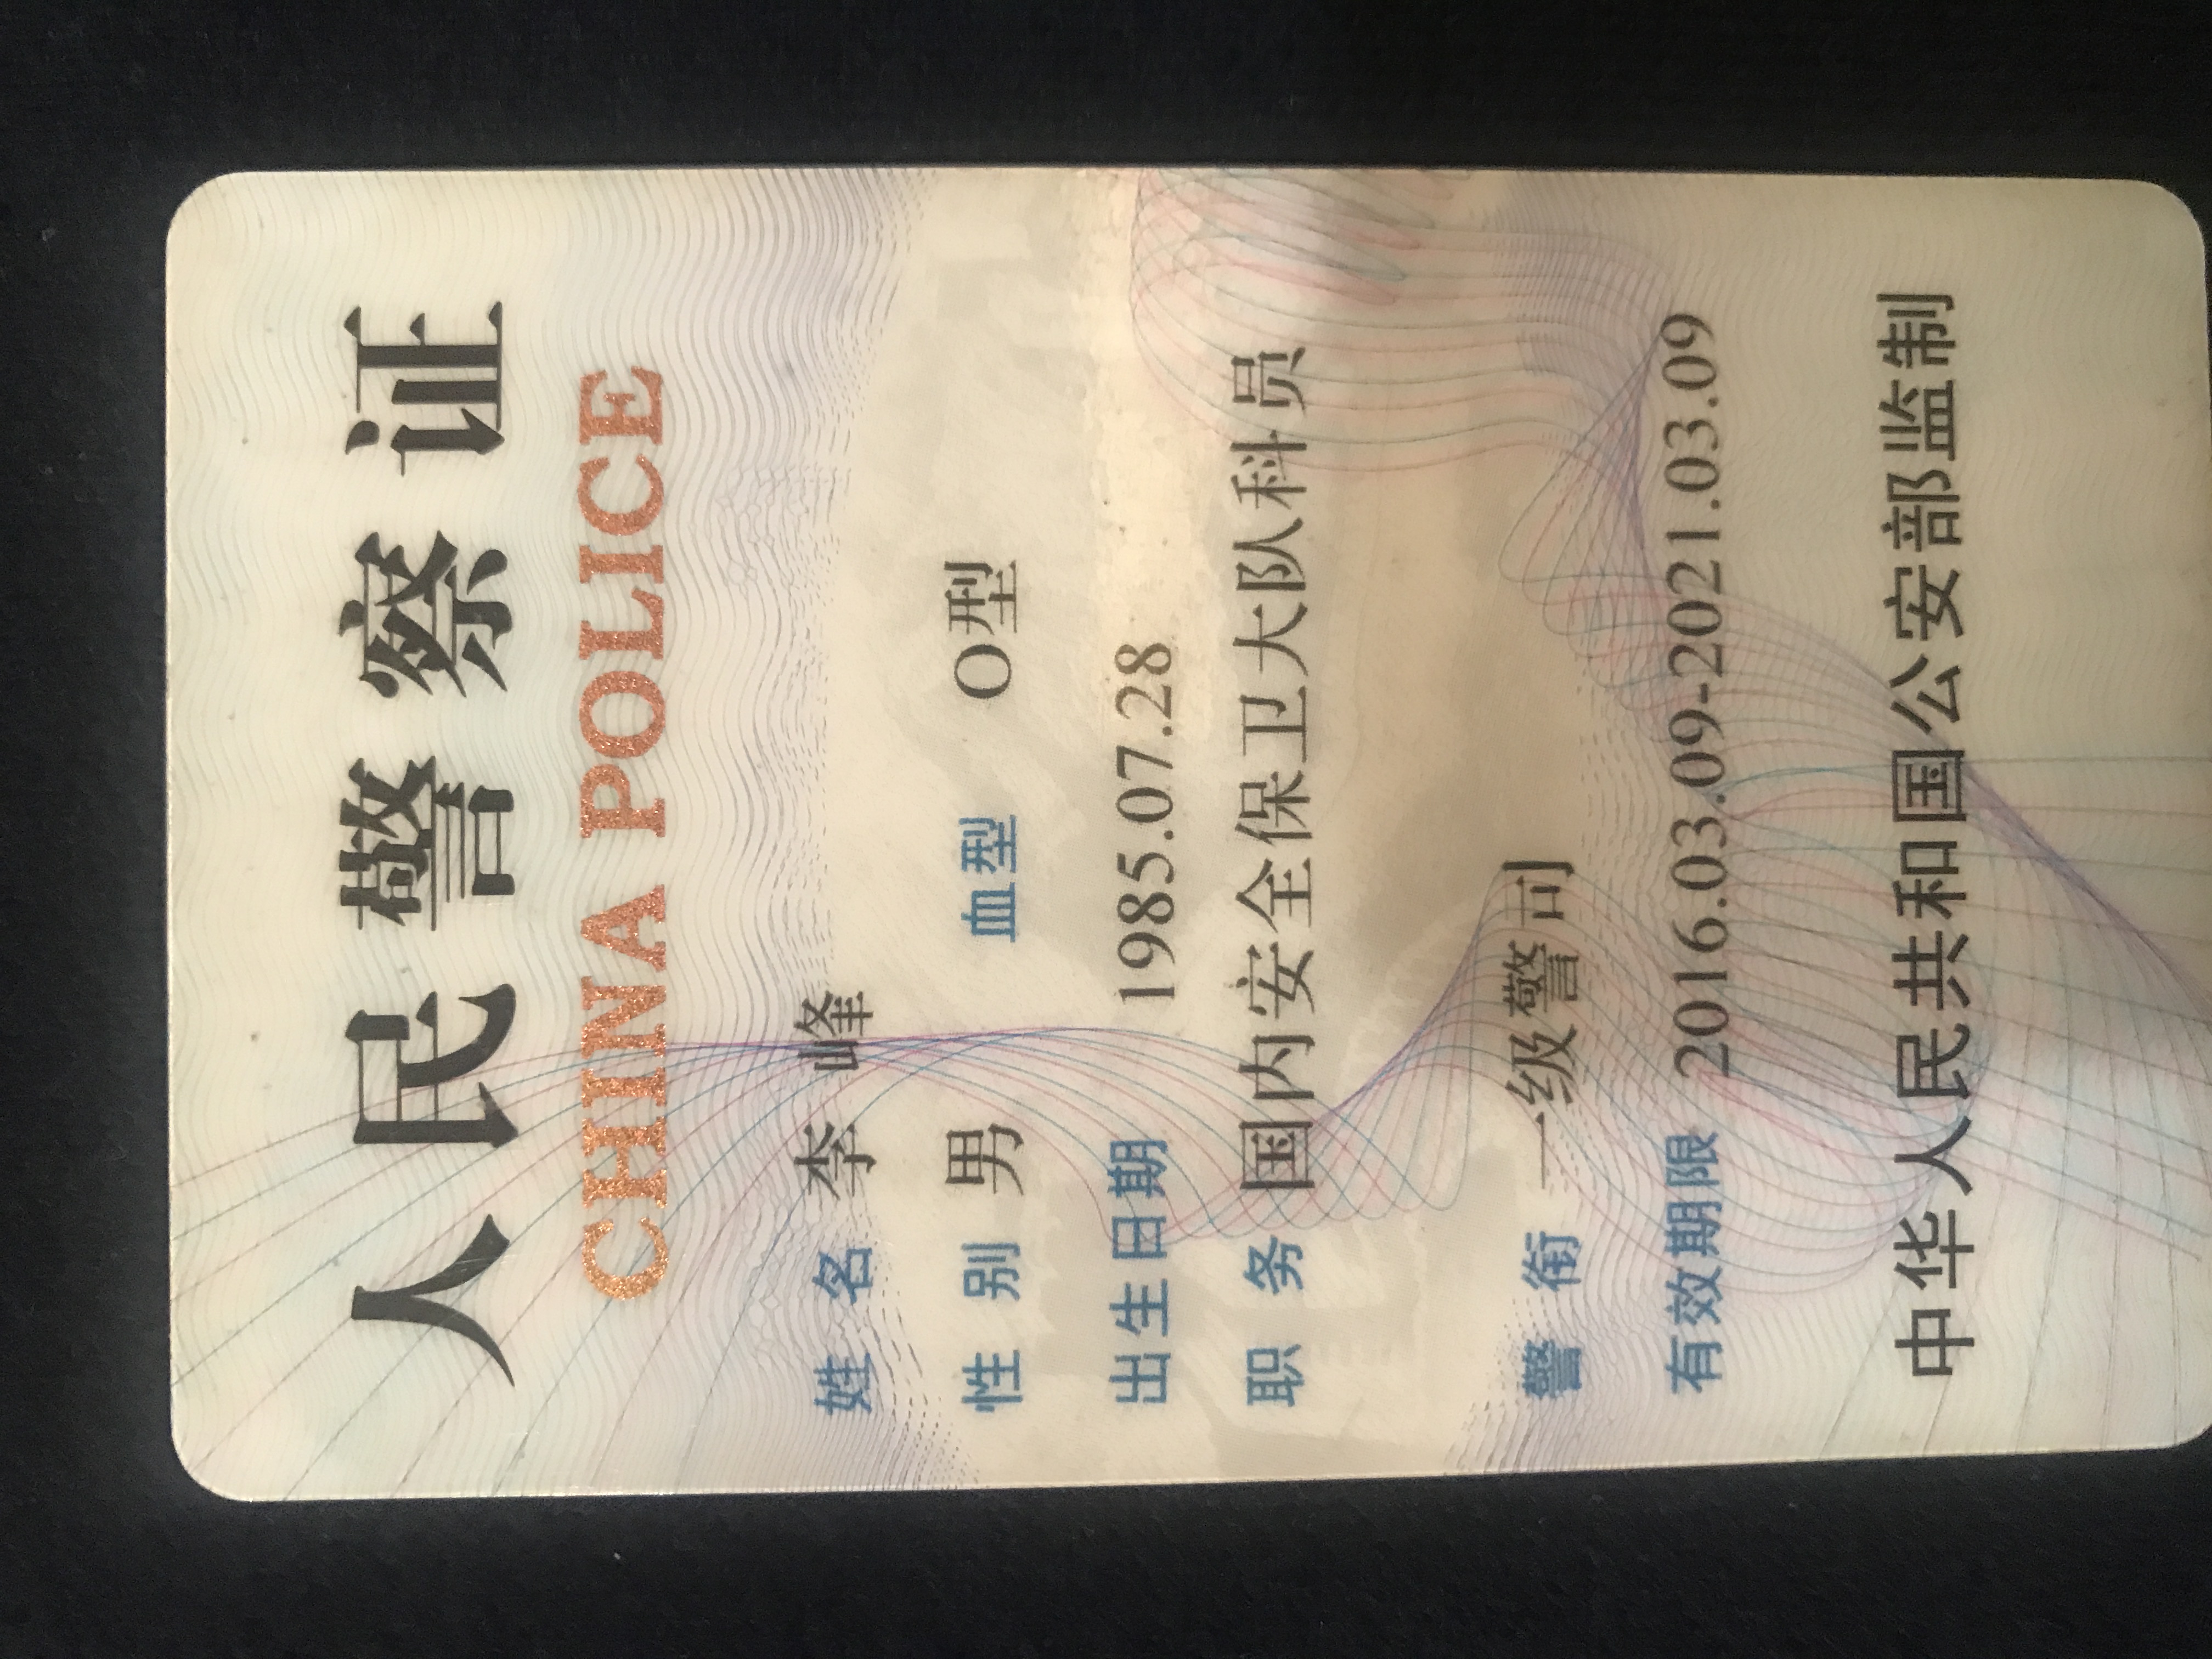 人民警察证
CHINA POLICE
姓 名 李 峰
性 别 男 血型 O型
出生日期 1985.07.28
职 务 国内安全保卫大队科员
警 衔 一级警司
有效期限 2016.03.09-2021.03.09
中华人民共和国公安部监制